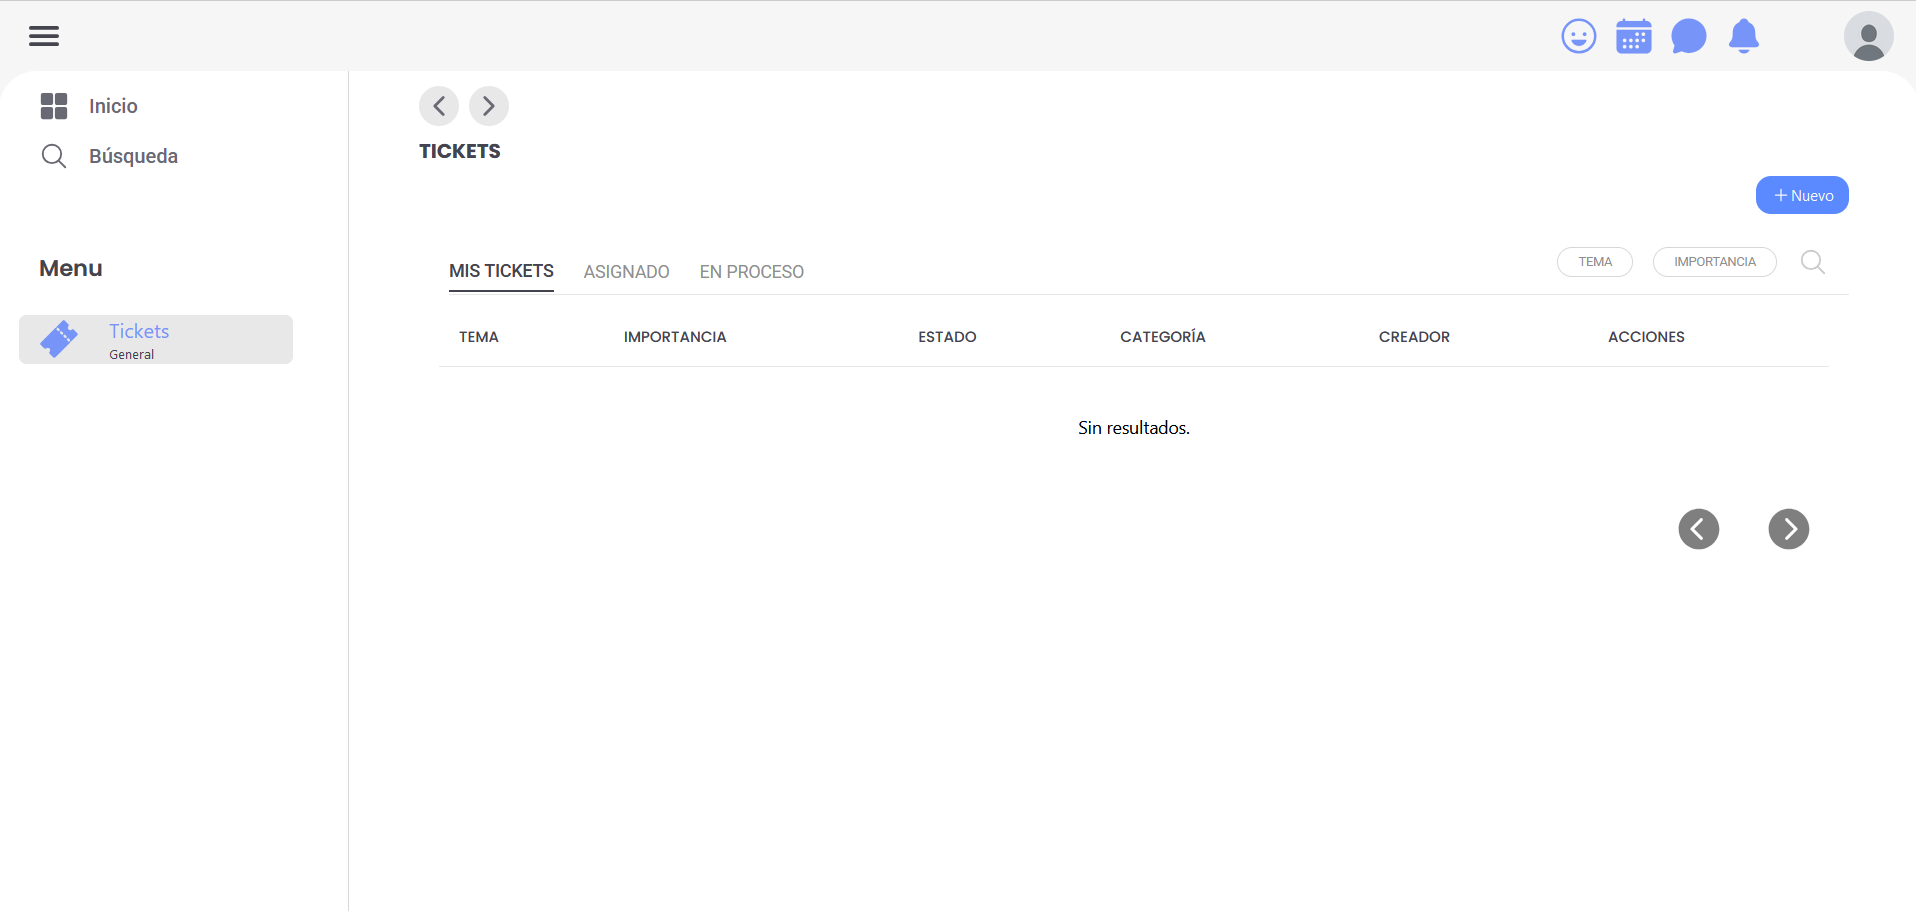 Inicio
Búsqueda
Menu
Tickets
General
TICKETS
+ Nuevo
MIS TICKETS ASIGNADO EN PROCESO TEMA IMPORTANCIA
TEMA IMPORTANCIA ESTADO CATEGORÍA CREADOR ACCIONES
Sin resultados.